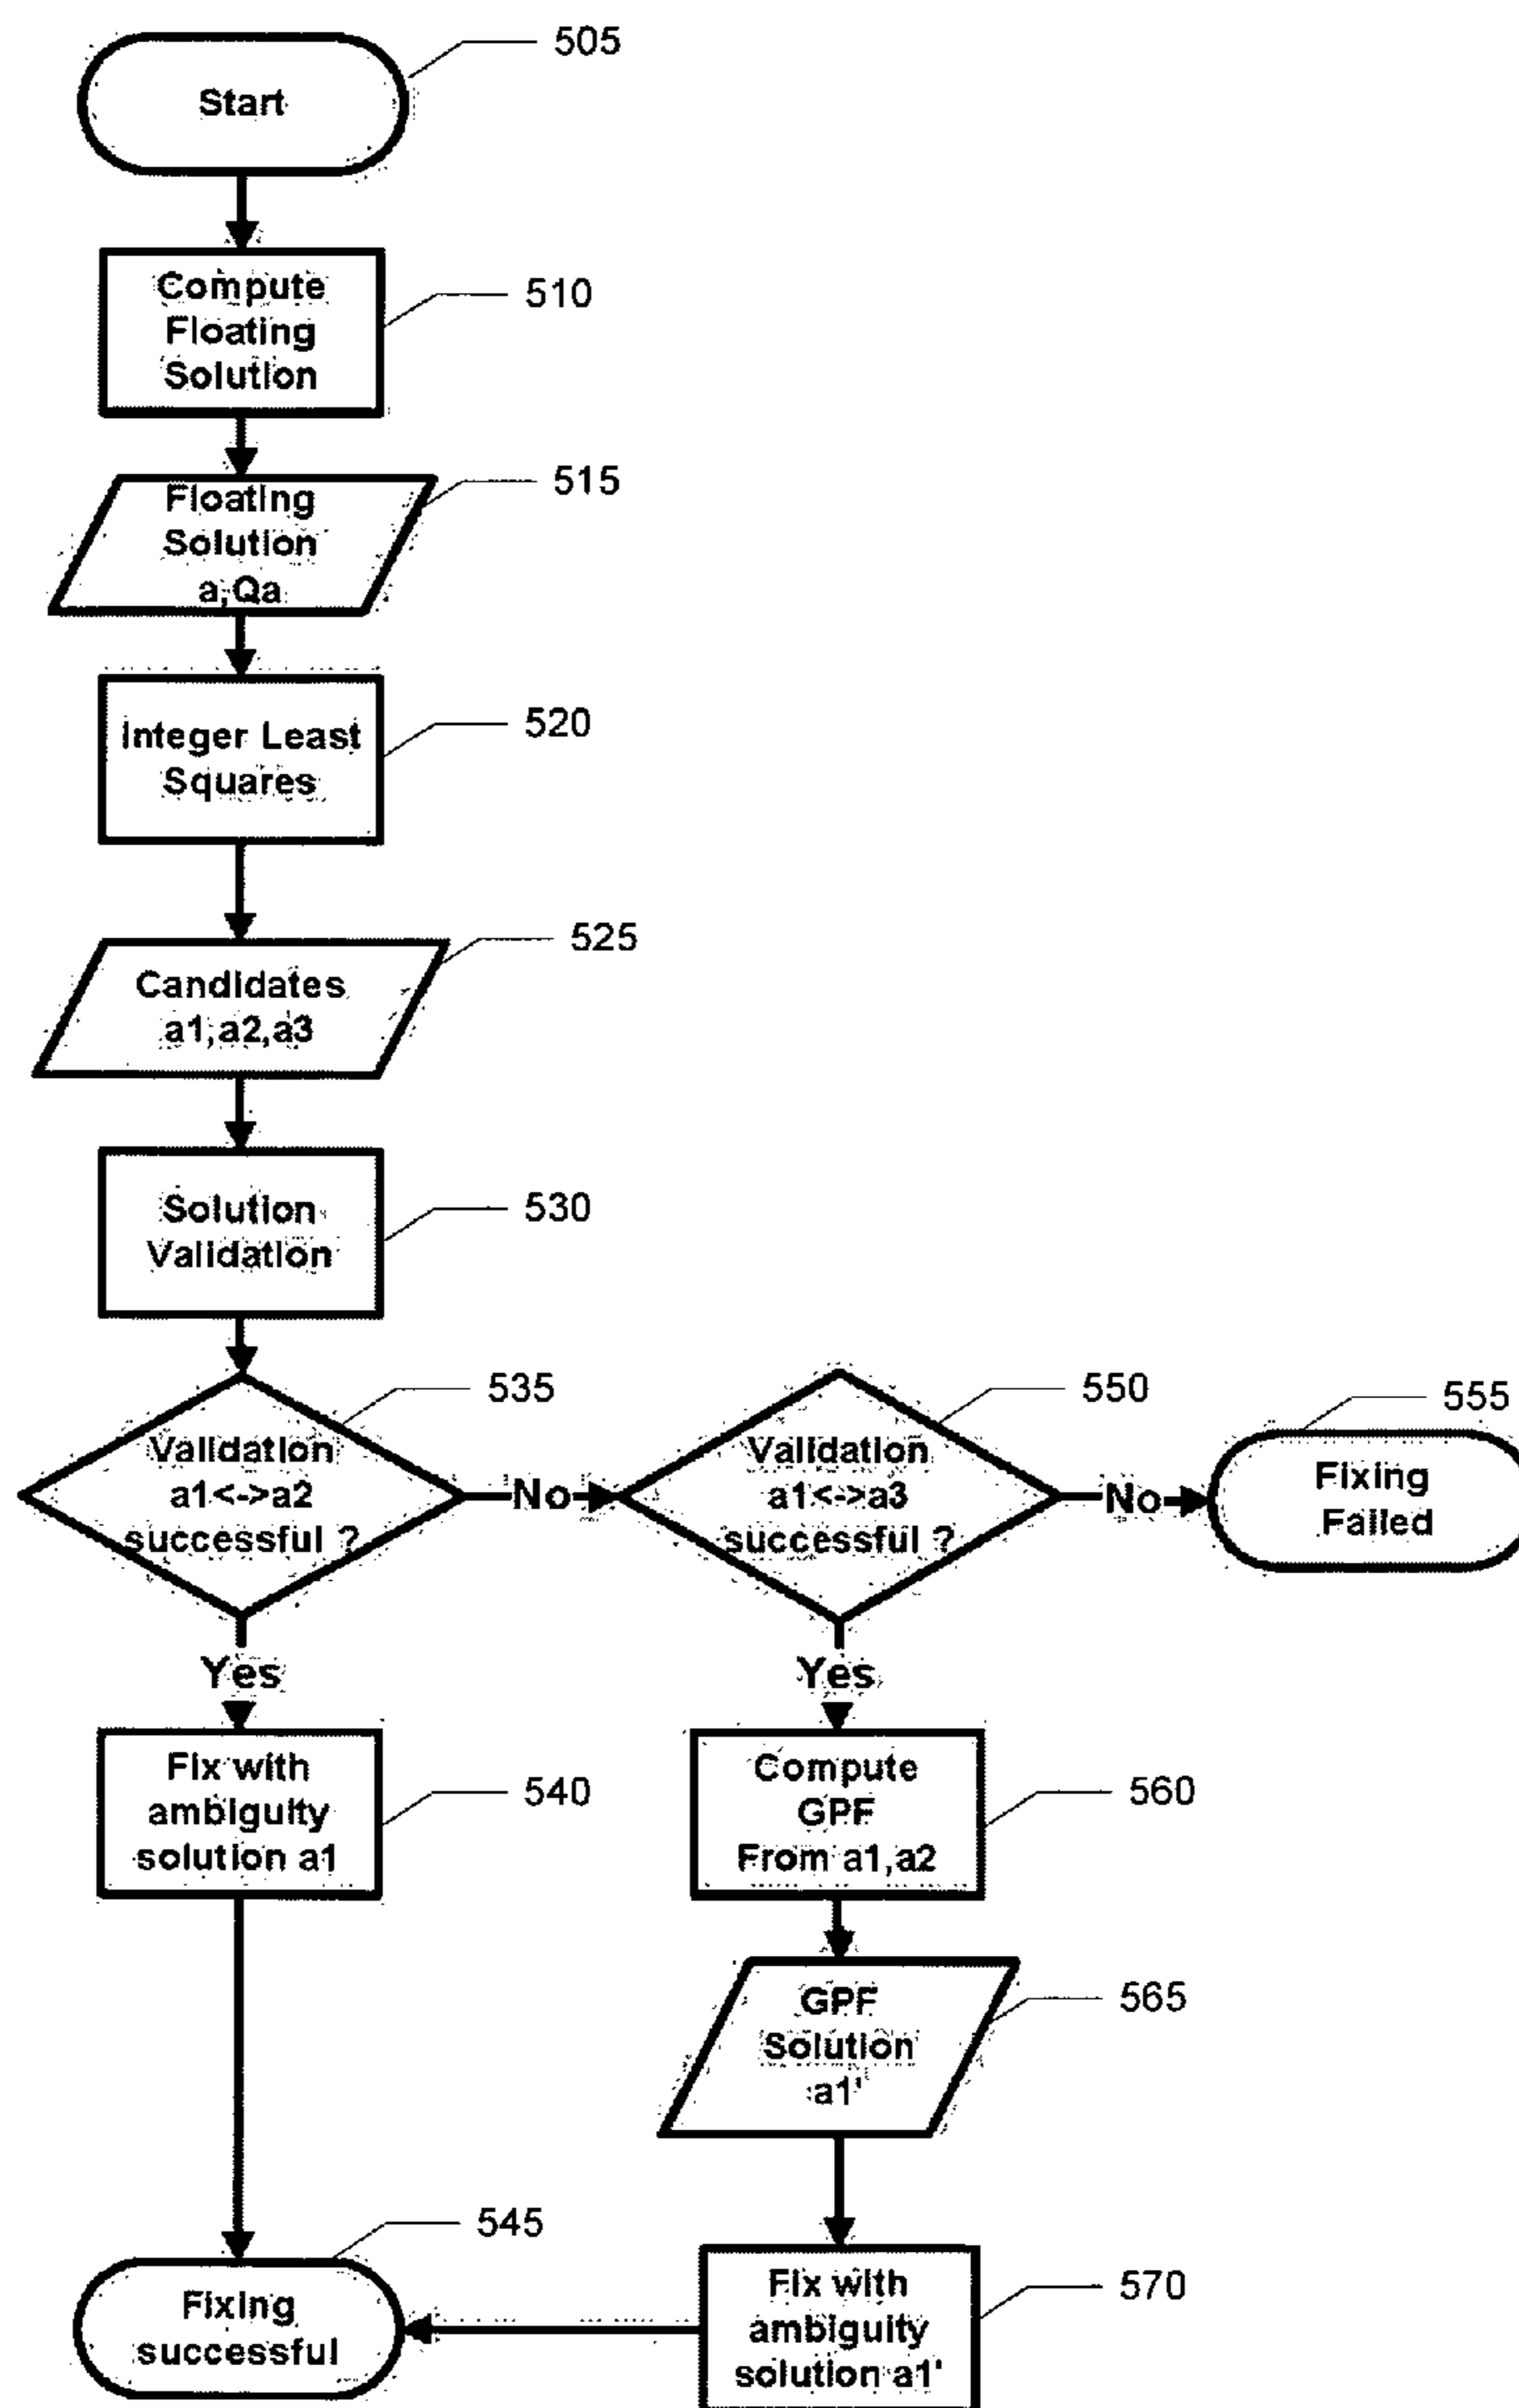 505
Start
510
Compute
Floating
Solution
515
Floating
Solution
a,Qa
520
Integer Least
Squares
525
Candidates
a1,a2,a3
530
Solution
Validation
535
Validation
a1<->a2
successful ?
No
550
Validation
a1<->a3
successful ?
No
555
Fixing
Failed
Yes
540
Fix with
ambiguity
solution a1
Yes
560
Compute
GPF
From a1,a2
565
GPF
Solution
a1'
545
Fixing
successful
570
Fix with
ambiguity
solution a1'